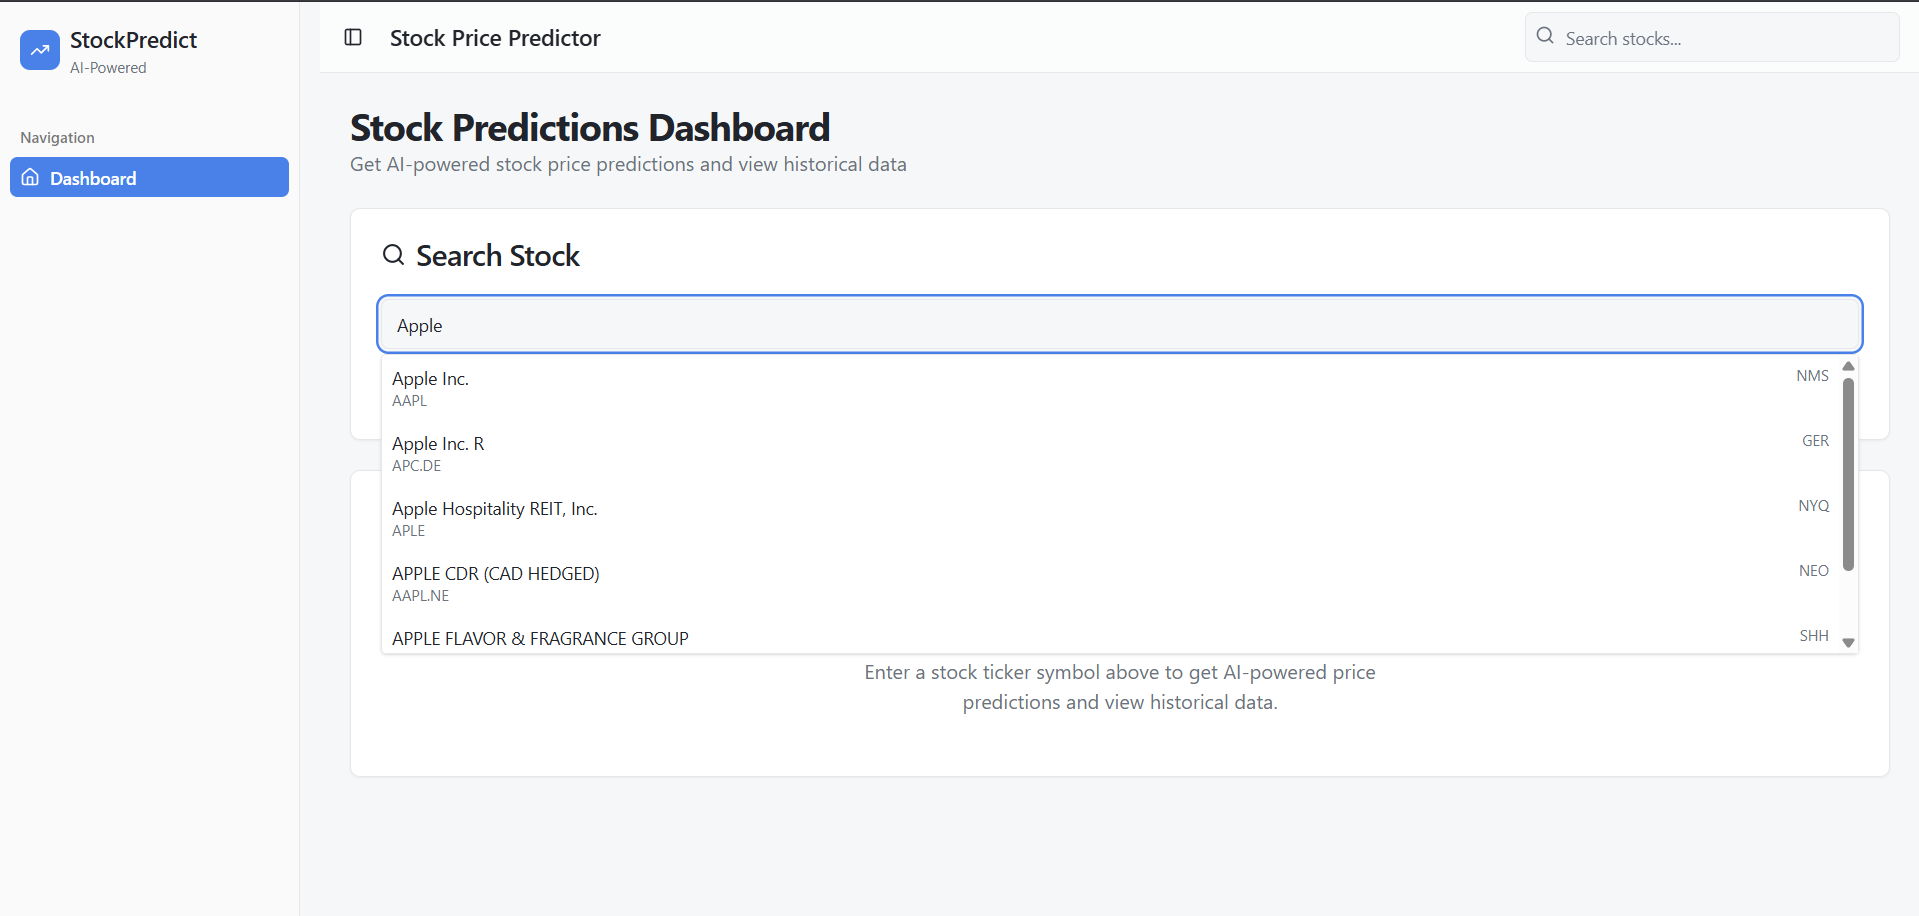 StockPredict
AI-Powered
Navigation
Dashboard
Stock Price Predictor
Search stocks...
Stock Predictions Dashboard
Get AI-powered stock price predictions and view historical data
Search Stock
Apple
Apple Inc.
NMS
AAPL
Apple Inc. R
GER
APC.DE
Apple Hospitality REIT, Inc.
NYQ
APLE
APPLE CDR (CAD HEDGED)
NEO
AAPL.NE
APPLE FLAVOR & FRAGRANCE GROUP
SHH
Enter a stock ticker symbol above to get AI-powered price
predictions and view historical data.